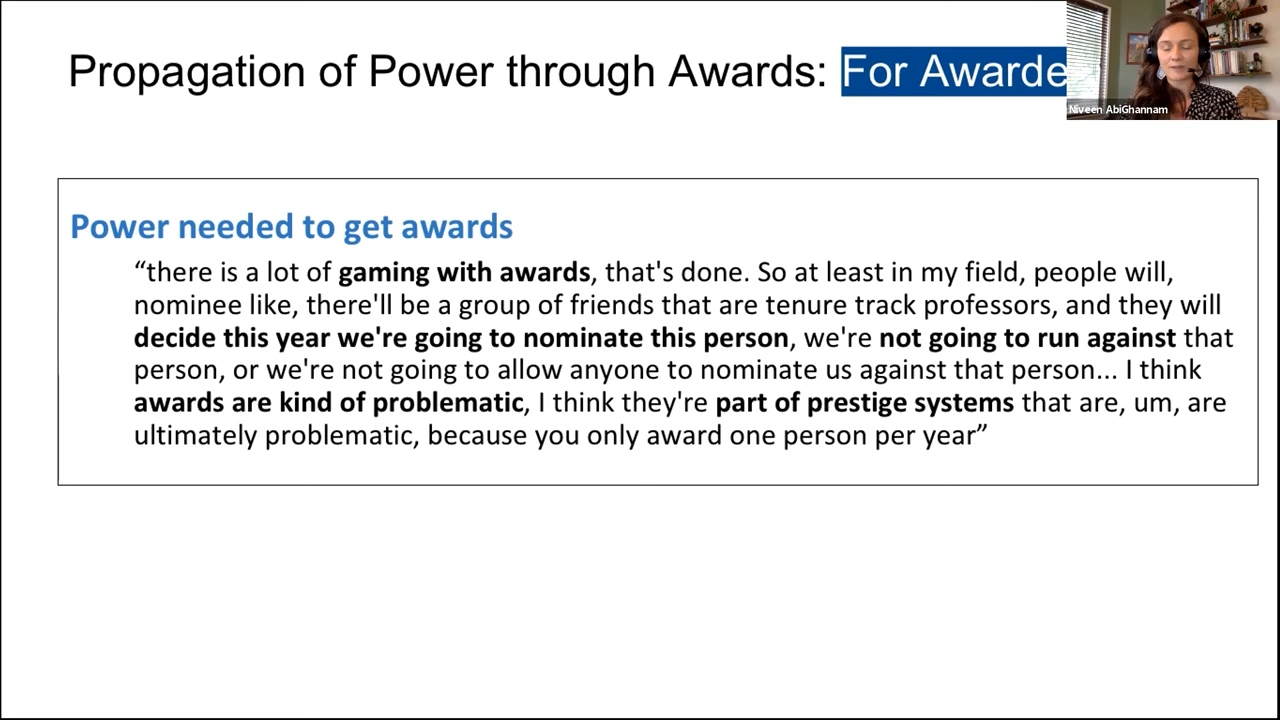 Propagation of Power through Awards: For Awarde
Niveen AbiGhannam
Power needed to get awards
“there is a lot of gaming with awards, that's done. So at least in my field, people will,
nominee like, there'll be a group of friends that are tenure track professors, and they will
decide this year we're going to nominate this person, we're not going to run against that
person, or we're not going to allow anyone to nominate us against that person... I think
awards are kind of problematic, I think they're part of prestige systems that are, um, are
ultimately problematic, because you only award one person per year”